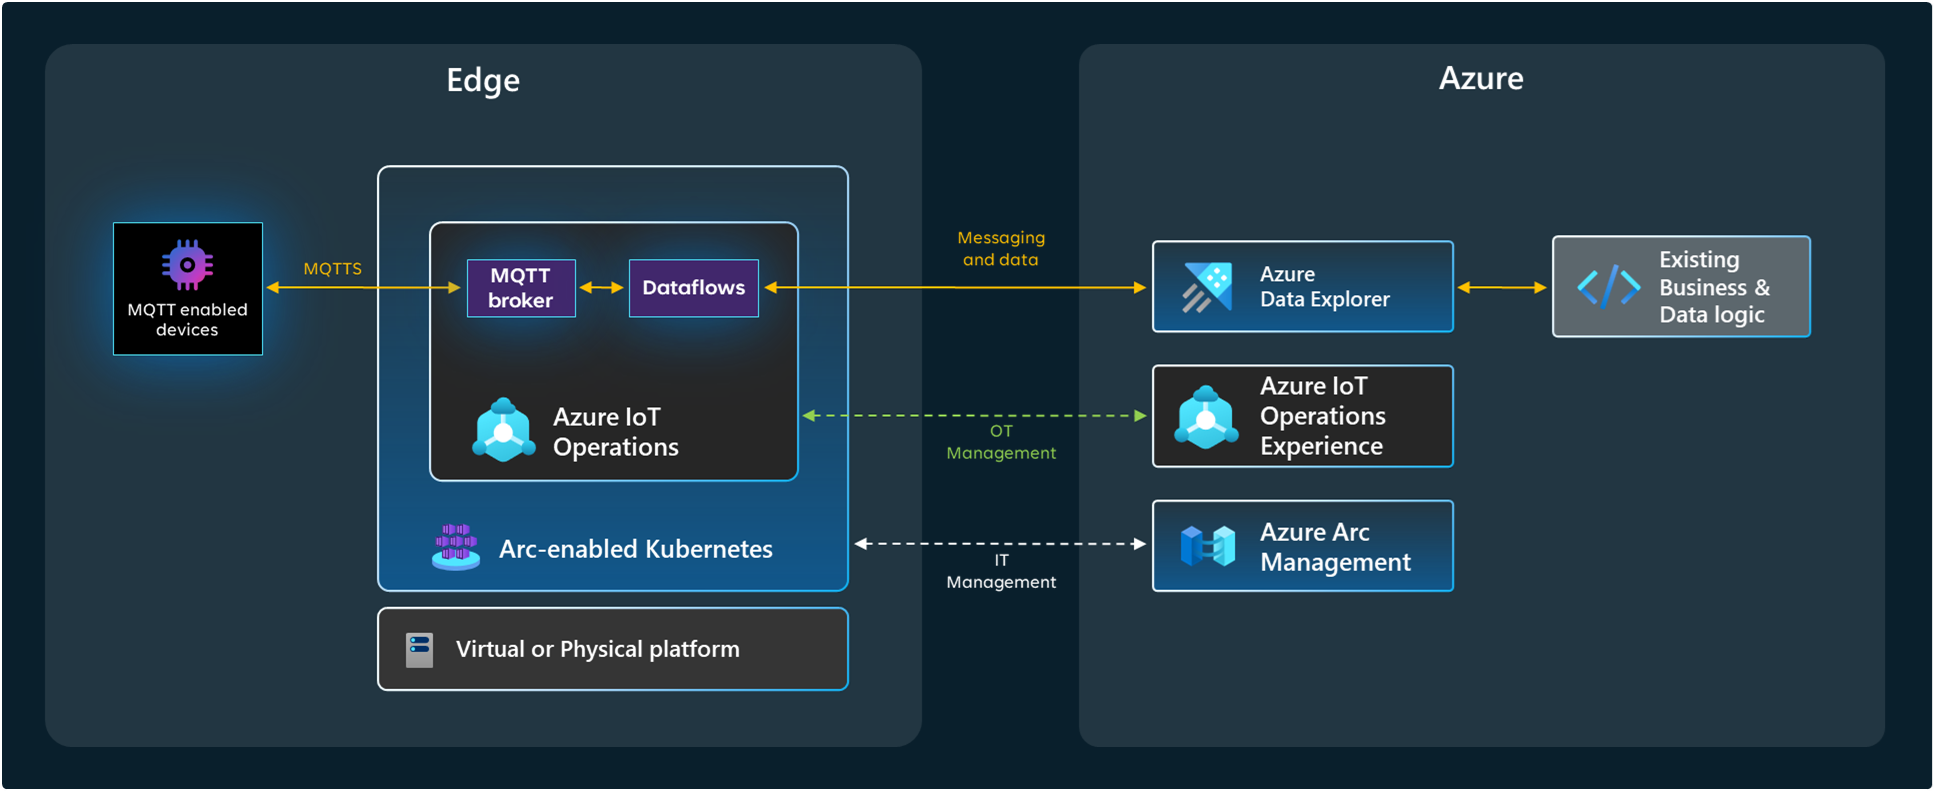 Edge
Azure
MQTT enabled
devices
MQTTS
MQTT
broker
Dataflows
Azure IoT
Operations
Arc-enabled Kubernetes
Virtual or Physical platform
Messaging
and data
OT
Management
IT
Management
Azure
Data Explorer
Existing
Business &
Data logic
Azure IoT
Operations
Experience
Azure Arc
Management